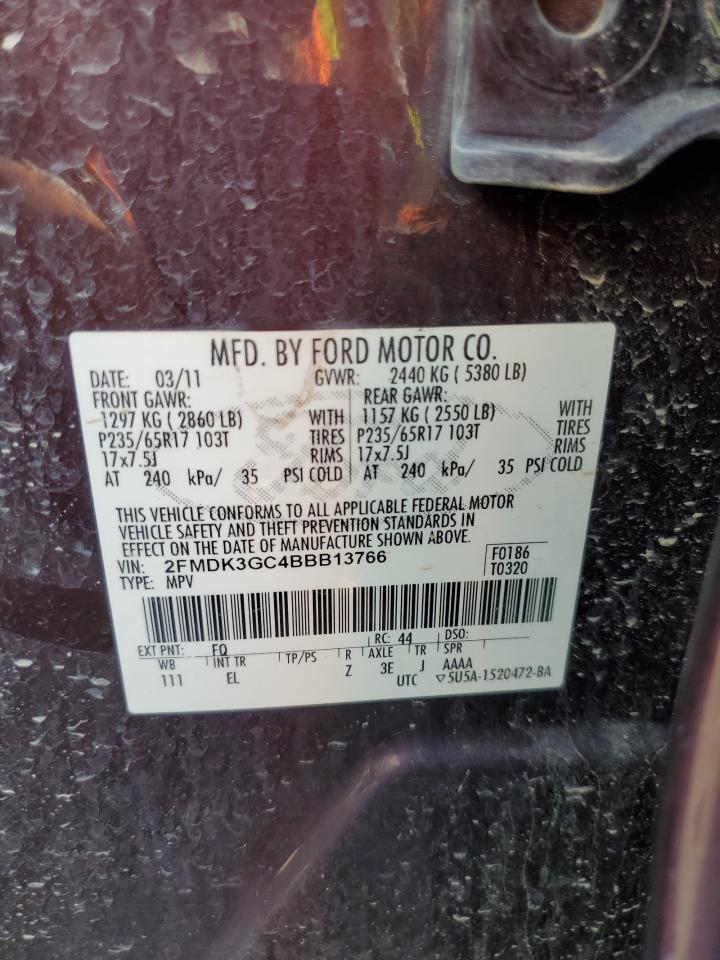 MFD. BY FORD MOTOR CO.
DATE: 03/11 GVWR: 2440 KG ( 5380 LB)
FRONT GAWR: REAR GAWR:
1297 KG ( 2860 LB) WITH 1157 KG ( 2550 LB) WITH
P235/65R17 103T TIRES P235/65R17 103T TIRES
17x7.5J RIMS 17x7.5J RIMS
AT 240 kPa/ 35 PSI COLD AT 240 kPa/ 35 PSI COLD
THIS VEHICLE CONFORMS TO ALL APPLICABLE FEDERAL MOTOR
VEHICLE SAFETY AND THEFT PREVENTION STANDARDS IN
EFFECT ON THE DATE OF MANUFACTURE SHOWN ABOVE.
VIN: 2FMDK3GC4BBB13766 F0186
TYPE: MPV T0320
EXT PNT: FQ RC: 44 DSO:
WB INT TR TP/PS R AXLE TR SPR
111 EL Z 3E J AAAA
UTC ▽5U5A-1520472-BA